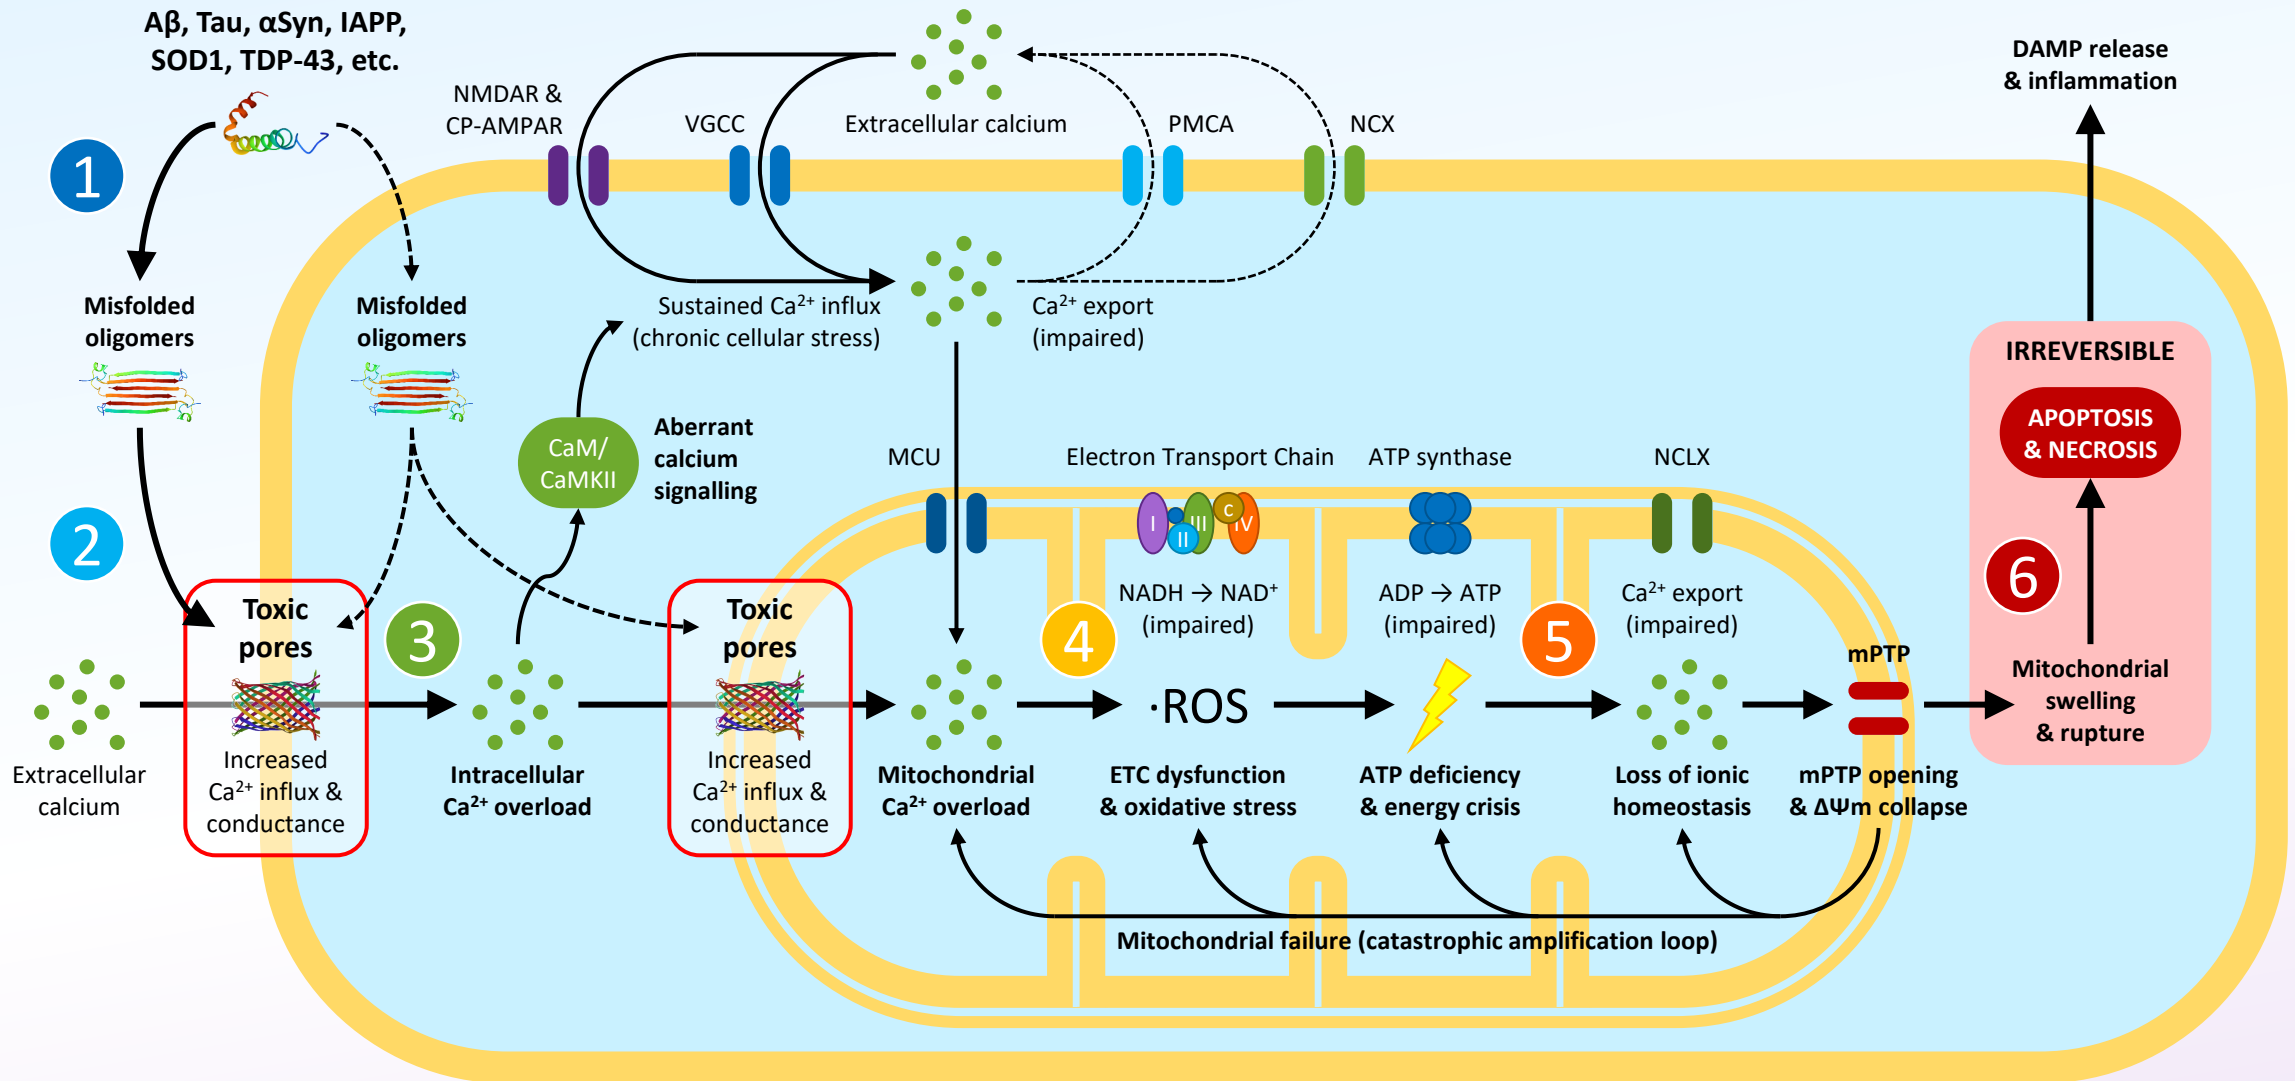 Aβ, Tau, αSyn, IAPP,
SOD1, TDP-43, etc.
1
Misfolded
oligomers
Misfolded
oligomers
NMDAR &
CP-AMPAR
VGCC
Extracellular calcium
PMCA
NCX
Sustained Ca²⁺ influx
(chronic cellular stress)
Ca²⁺ export
(impaired)
DAMP release
& inflammation
IRREVERSIBLE
APOPTOSIS
& NECROSIS
6
Mitochondrial
swelling
& rupture
CaM/
CaMKII
Aberrant
calcium
signalling
2
Toxic
pores
Increased
Ca²⁺ influx &
conductance
Extracellular
calcium
3
Intracellular
Ca²⁺ overload
Toxic
pores
Increased
Ca²⁺ influx &
conductance
MCU
Electron Transport Chain
I
II
III
c
IV
ATP synthase
NCLX
4
NADH → NAD⁺
(impaired)
ADP → ATP
(impaired)
5
Ca²⁺ export
(impaired)
mPTP
·ROS
Mitochondrial
Ca²⁺ overload
ETC dysfunction
& oxidative stress
ATP deficiency
& energy crisis
Loss of ionic
homeostasis
mPTP opening
& ΔΨm collapse
Mitochondrial failure (catastrophic amplification loop)